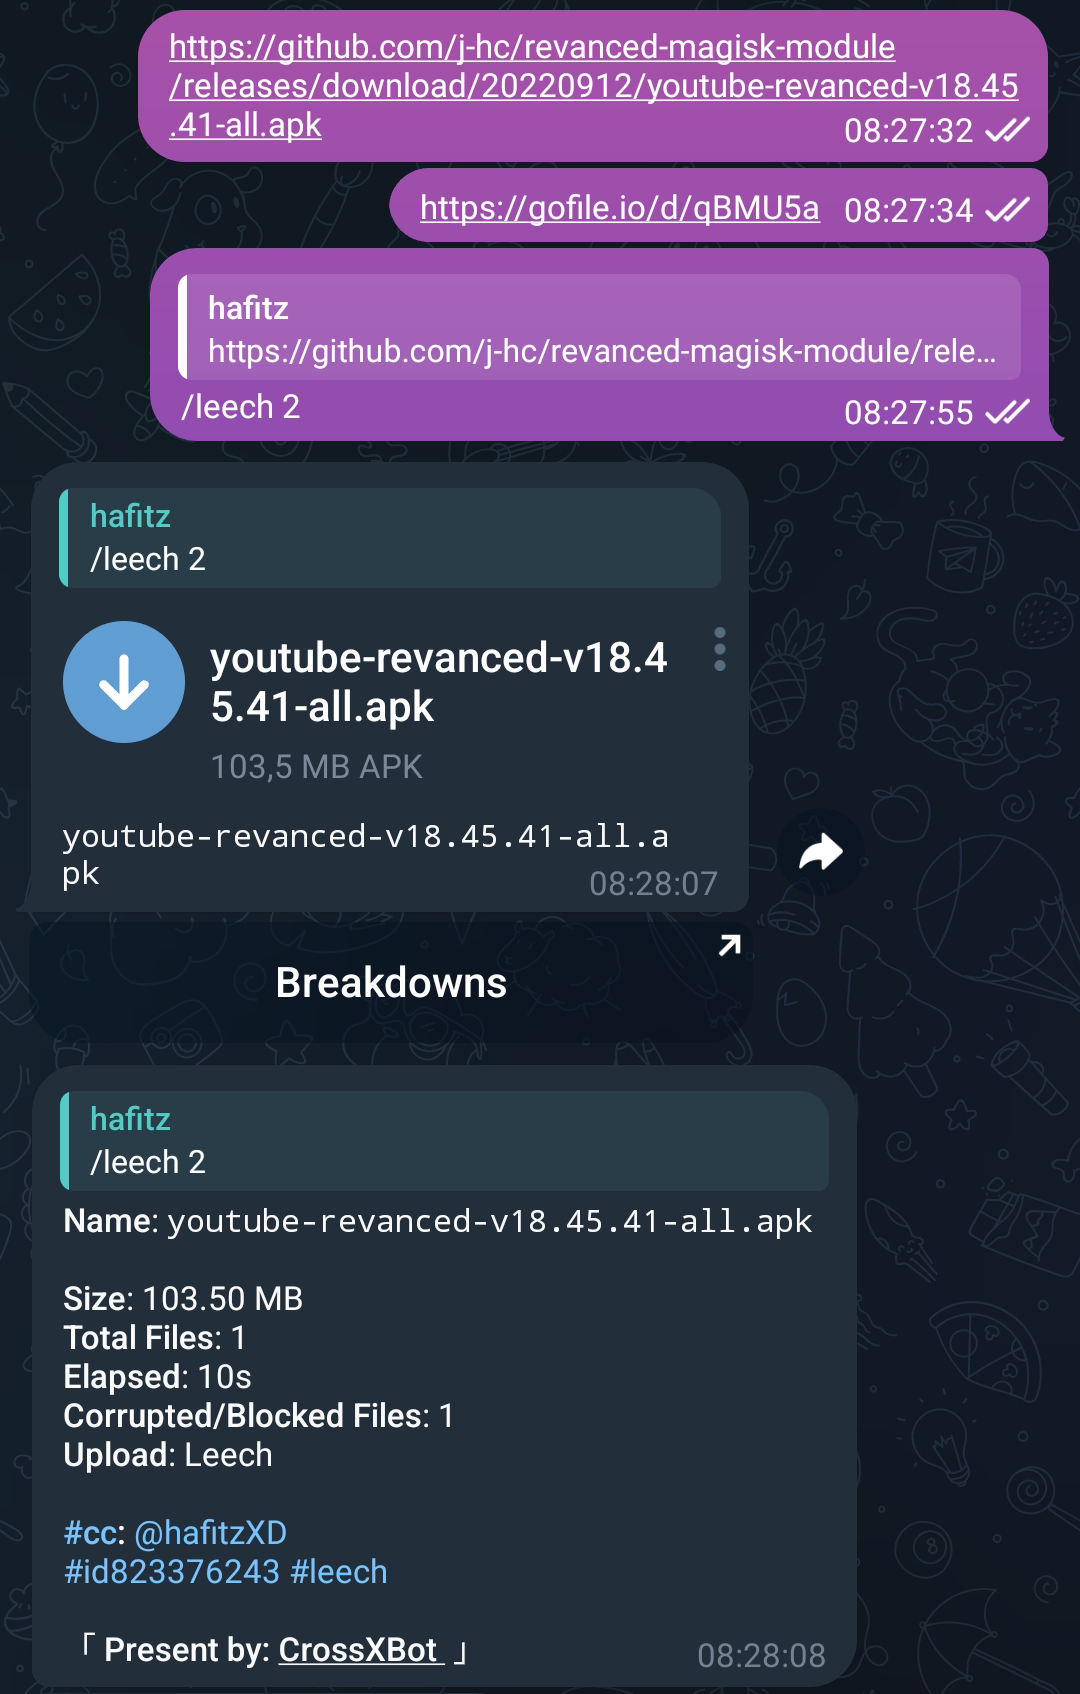 https://github.com/j-hc/revanced-magisk-module
/releases/download/20220912/youtube-revanced-v18.45
.41-all.apk
08:27:32
https://gofile.io/d/qBMU5a 08:27:34
hafitz
https://github.com/j-hc/revanced-magisk-module/rele...
/leech 2
08:27:55
hafitz
/leech 2
youtube-revanced-v18.4
5.41-all.apk
103,5 MB APK
youtube-revanced-v18.45.41-all.a
pk
08:28:07
Breakdowns
hafitz
/leech 2
Name: youtube-revanced-v18.45.41-all.apk
Size: 103.50 MB
Total Files: 1
Elapsed: 10s
Corrupted/Blocked Files: 1
Upload: Leech
#cc: @hafitzXD
#id823376243 #leech
「 Present by: CrossXBot 」
08:28:08